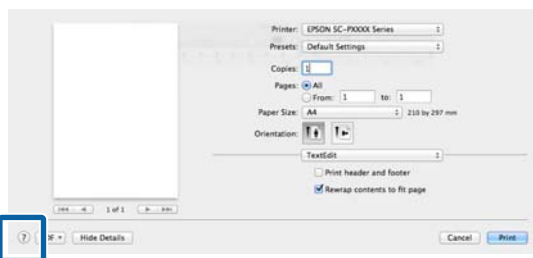 Printer: EPSON SC-PXXXX Series
Presets: Default Settings
Copies: 1
Pages: All
From: 1 to: 1
Paper Size: A4 210 by 297 mm
Orientation:
TextEdit
Print header and footer
Rewrap contents to fit page
1 of 1
? Hide Details Cancel Print